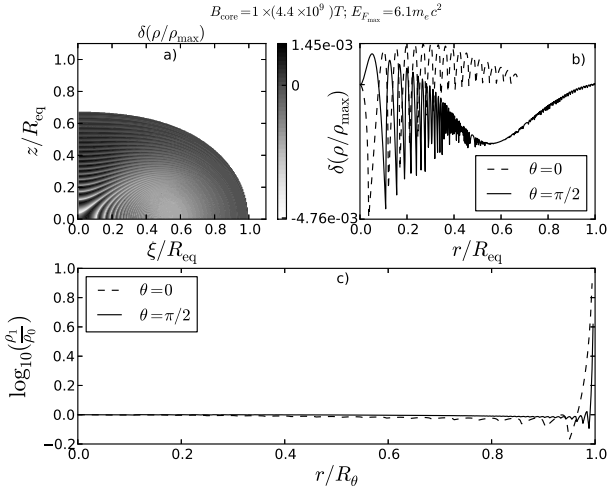 B_core = 1 × (4.4 × 10^9) T; E_F_max = 6.1 m_e c^2
δ(ρ/ρ_max)
a)
1.45e-03
0
-4.76e-03
z/R_eq
1.0
0.8
0.6
0.4
0.2
0.0
0.0 0.2 0.4 0.6 0.8 1.0
ξ/R_eq
b)
δ(ρ/ρ_max)
θ = 0
θ = π/2
0.0 0.2 0.4 0.6 0.8 1.0
r/R_eq
c)
θ = 0
θ = π/2
log_10(ρ_1/ρ_0)
1.0
0.8
0.6
0.4
0.2
0.0
−0.2
0.0 0.2 0.4 0.6 0.8 1.0
r/R_θ